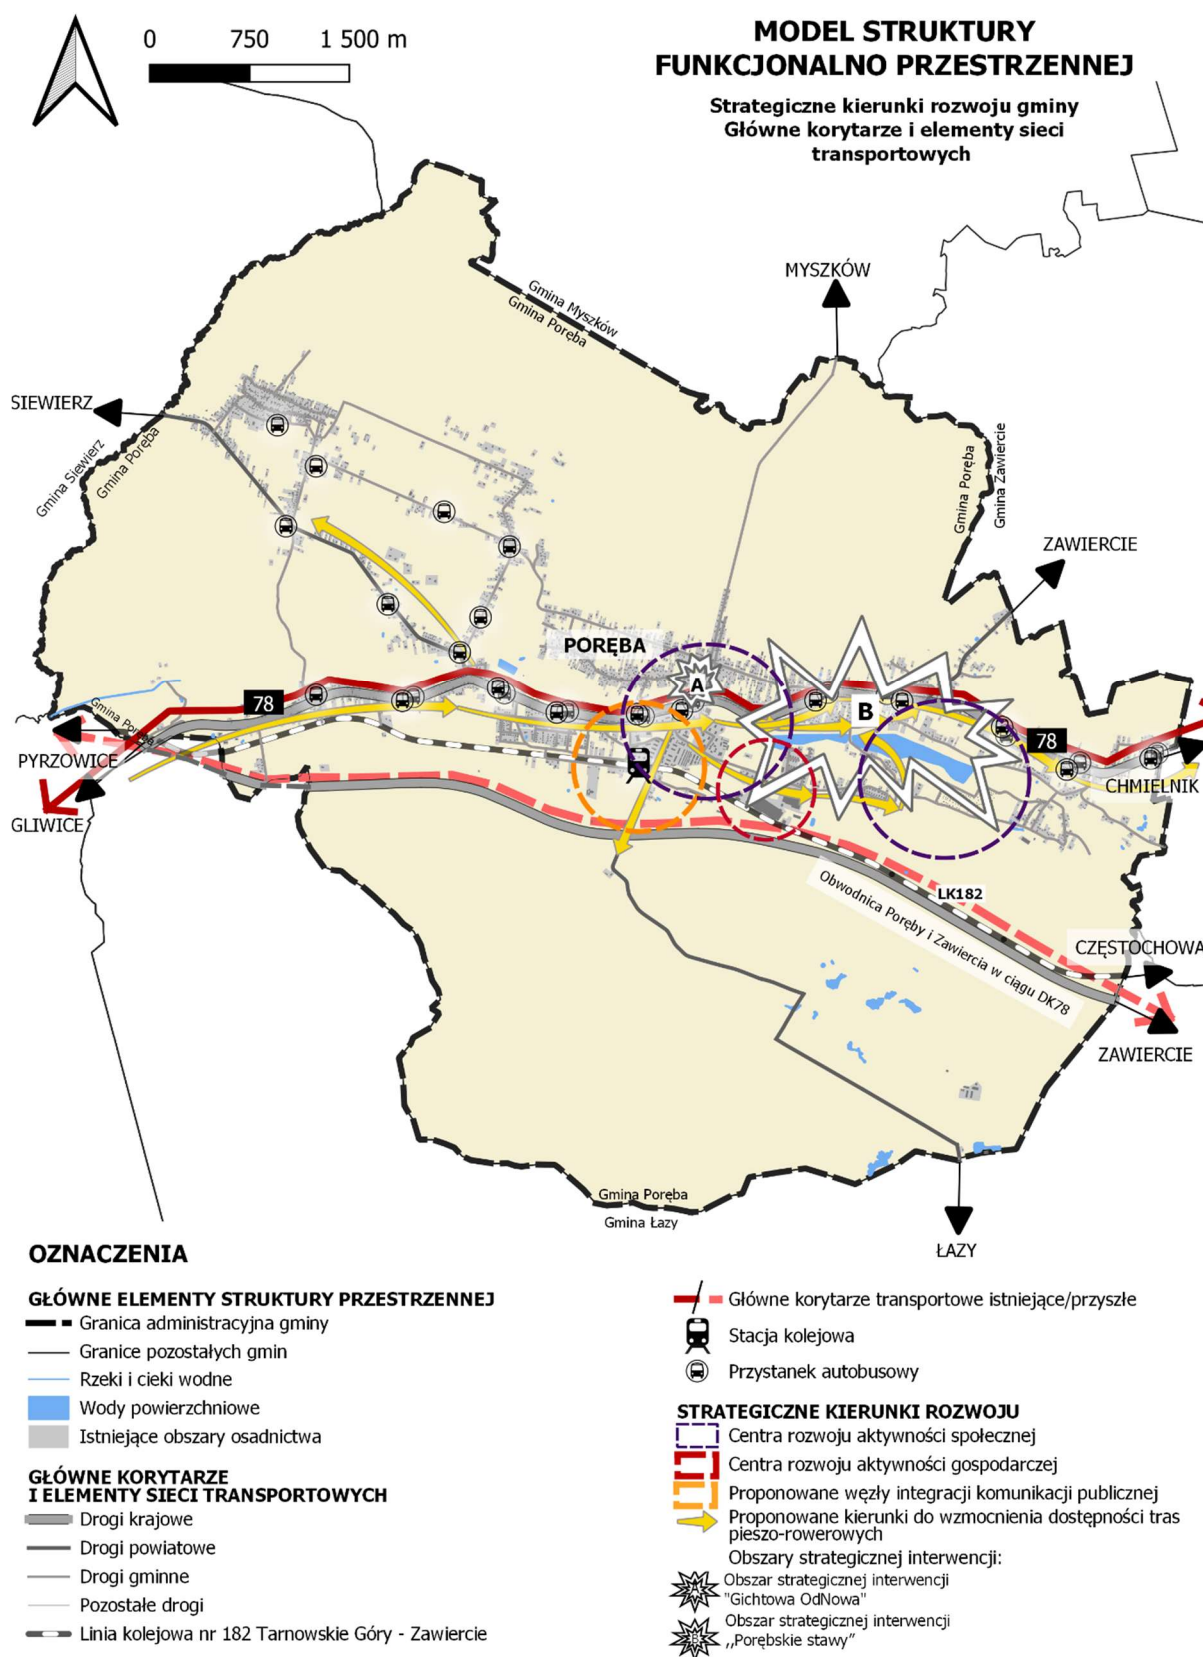 0 750 1 500 m
MODEL STRUKTURY
FUNKCJONALNO PRZESTRZENNEJ
Strategiczne kierunki rozwoju gminy
Główne korytarze i elementy sieci
transportowych
MYSZKÓW
Gmina Myszków
Gmina Poręba
SIEWIERZ
Gmina Siewierz
Gmina Poręba
Gmina Poręba
Gmina Zawiercie
ZAWIERCIE
PORĘBA
A
B
78
78
Gmina Poręba
PYRZOWICE
GLIWICE
CHMIELNIK
LK182
Obwodnica Poręby i Zawiercia w ciągu DK78
CZĘSTOCHOWA
ZAWIERCIE
Gmina Poręba
Gmina Łazy
ŁAZY
OZNACZENIA
GŁÓWNE ELEMENTY STRUKTURY PRZESTRZENNEJ
Granica administracyjna gminy
Granice pozostałych gmin
Rzeki i cieki wodne
Wody powierzchniowe
Istniejące obszary osadnictwa
GŁÓWNE KORYTARZE
I ELEMENTY SIECI TRANSPORTOWYCH
Drogi krajowe
Drogi powiatowe
Drogi gminne
Pozostałe drogi
Linia kolejowa nr 182 Tarnowskie Góry - Zawiercie
Główne korytarze transportowe istniejące/przyszłe
Stacja kolejowa
Przystanek autobusowy
STRATEGICZNE KIERUNKI ROZWOJU
Centra rozwoju aktywności społecznej
Centra rozwoju aktywności gospodarczej
Proponowane węzły integracji komunikacji publicznej
Proponowane kierunki do wzmocnienia dostępności tras
pieszo-rowerowych
Obszary strategicznej interwencji:
A
Obszar strategicznej interwencji
"Gichtowa OdNowa"
B
Obszar strategicznej interwencji
,,Porębskie stawy"